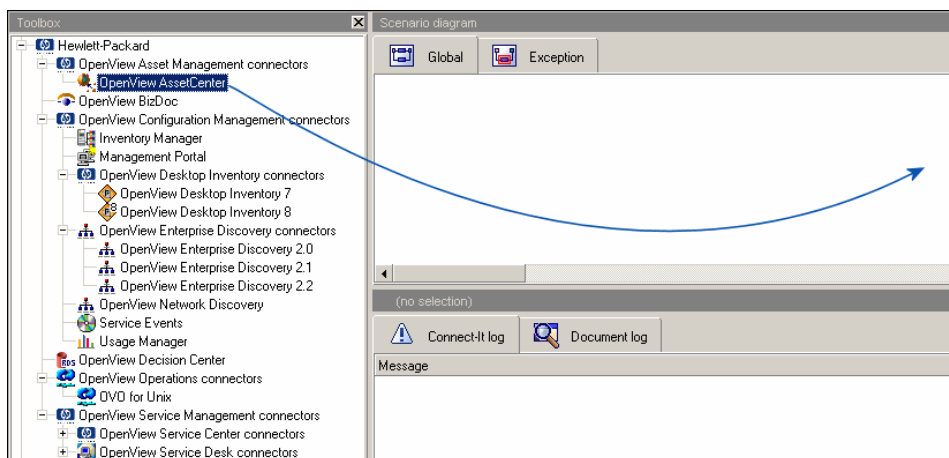 Toolbox
Hewlett-Packard
OpenView Asset Management connectors
OpenView AssetCenter
OpenView BizDoc
OpenView Configuration Management connectors
Inventory Manager
Management Portal
OpenView Desktop Inventory connectors
OpenView Desktop Inventory 7
OpenView Desktop Inventory 8
OpenView Enterprise Discovery connectors
OpenView Enterprise Discovery 2.0
OpenView Enterprise Discovery 2.1
OpenView Enterprise Discovery 2.2
OpenView Network Discovery
Service Events
Usage Manager
OpenView Decision Center
OpenView Operations connectors
OVO for Unix
OpenView Service Management connectors
OpenView Service Center connectors
OpenView Service Desk connectors
Scenario diagram
Global Exception
(no selection)
Connect-It log Document log
Message